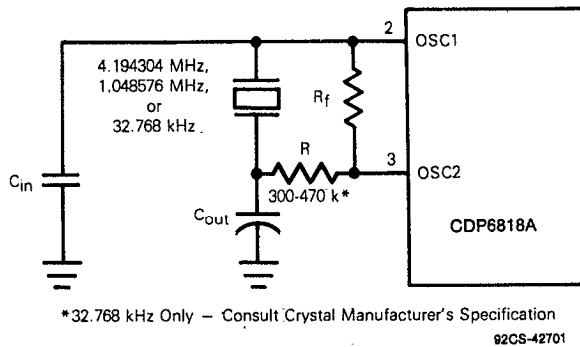 2
OSC1
4.194304 MHz,
1.048576 MHz,
or
32.768 kHz
Rf
R
3
OSC2
300-470 k*
Cin
Cout
CDP6818A
*32.768 kHz Only — Consult Crystal Manufacturer's Specification
92CS-42701